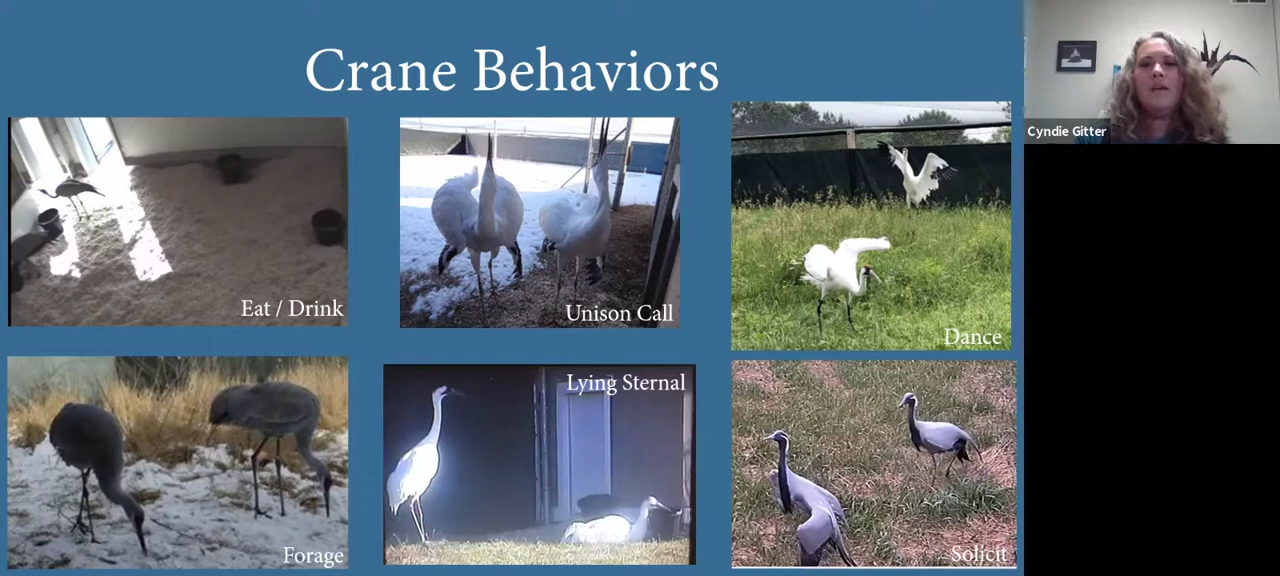 Crane Behaviors
Cyndie Gitter
Eat / Drink
Unison Call
Dance
Forage
Lying Sternal
Solicit